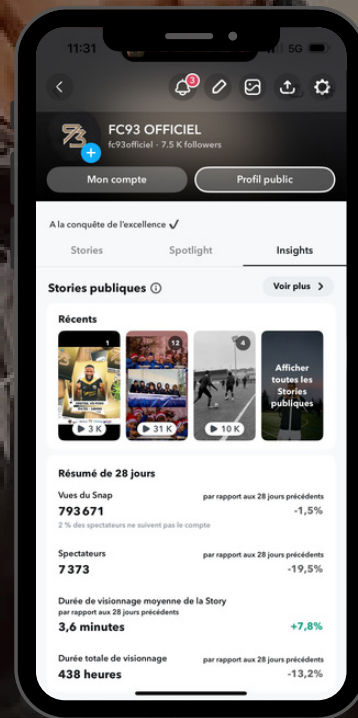 11:31
5G
3
73
FC93 OFFICIEL
fc93officiel - 7.5 K followers
Mon compte
Profil public
A la conquête de l'excellence ✓
Stories
Spotlight
Insights
Stories publiques
Voir plus >
Récents
1
12
4
3 K
31 K
10 K
Afficher
toutes les
Stories
publiques
Résumé de 28 jours
Vues du Snap
par rapport aux 28 jours précédents
793 671
-1,5%
2 % des spectateurs ne suivent pas le compte
Spectateurs
par rapport aux 28 jours précédents
7 373
-19,5%
Durée de visionnage moyenne de la Story
par rapport aux 28 jours précédents
3,6 minutes
+7,8%
Durée totale de visionnage
par rapport aux 28 jours précédents
438 heures
-13,2%